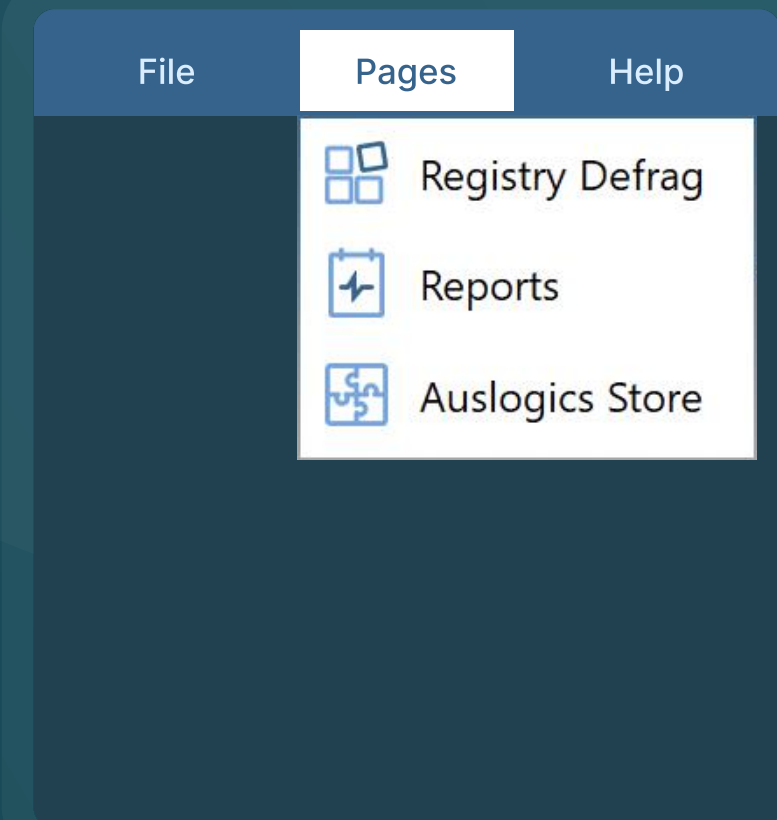 File
Pages
Help
Registry Defrag
Reports
Auslogics Store